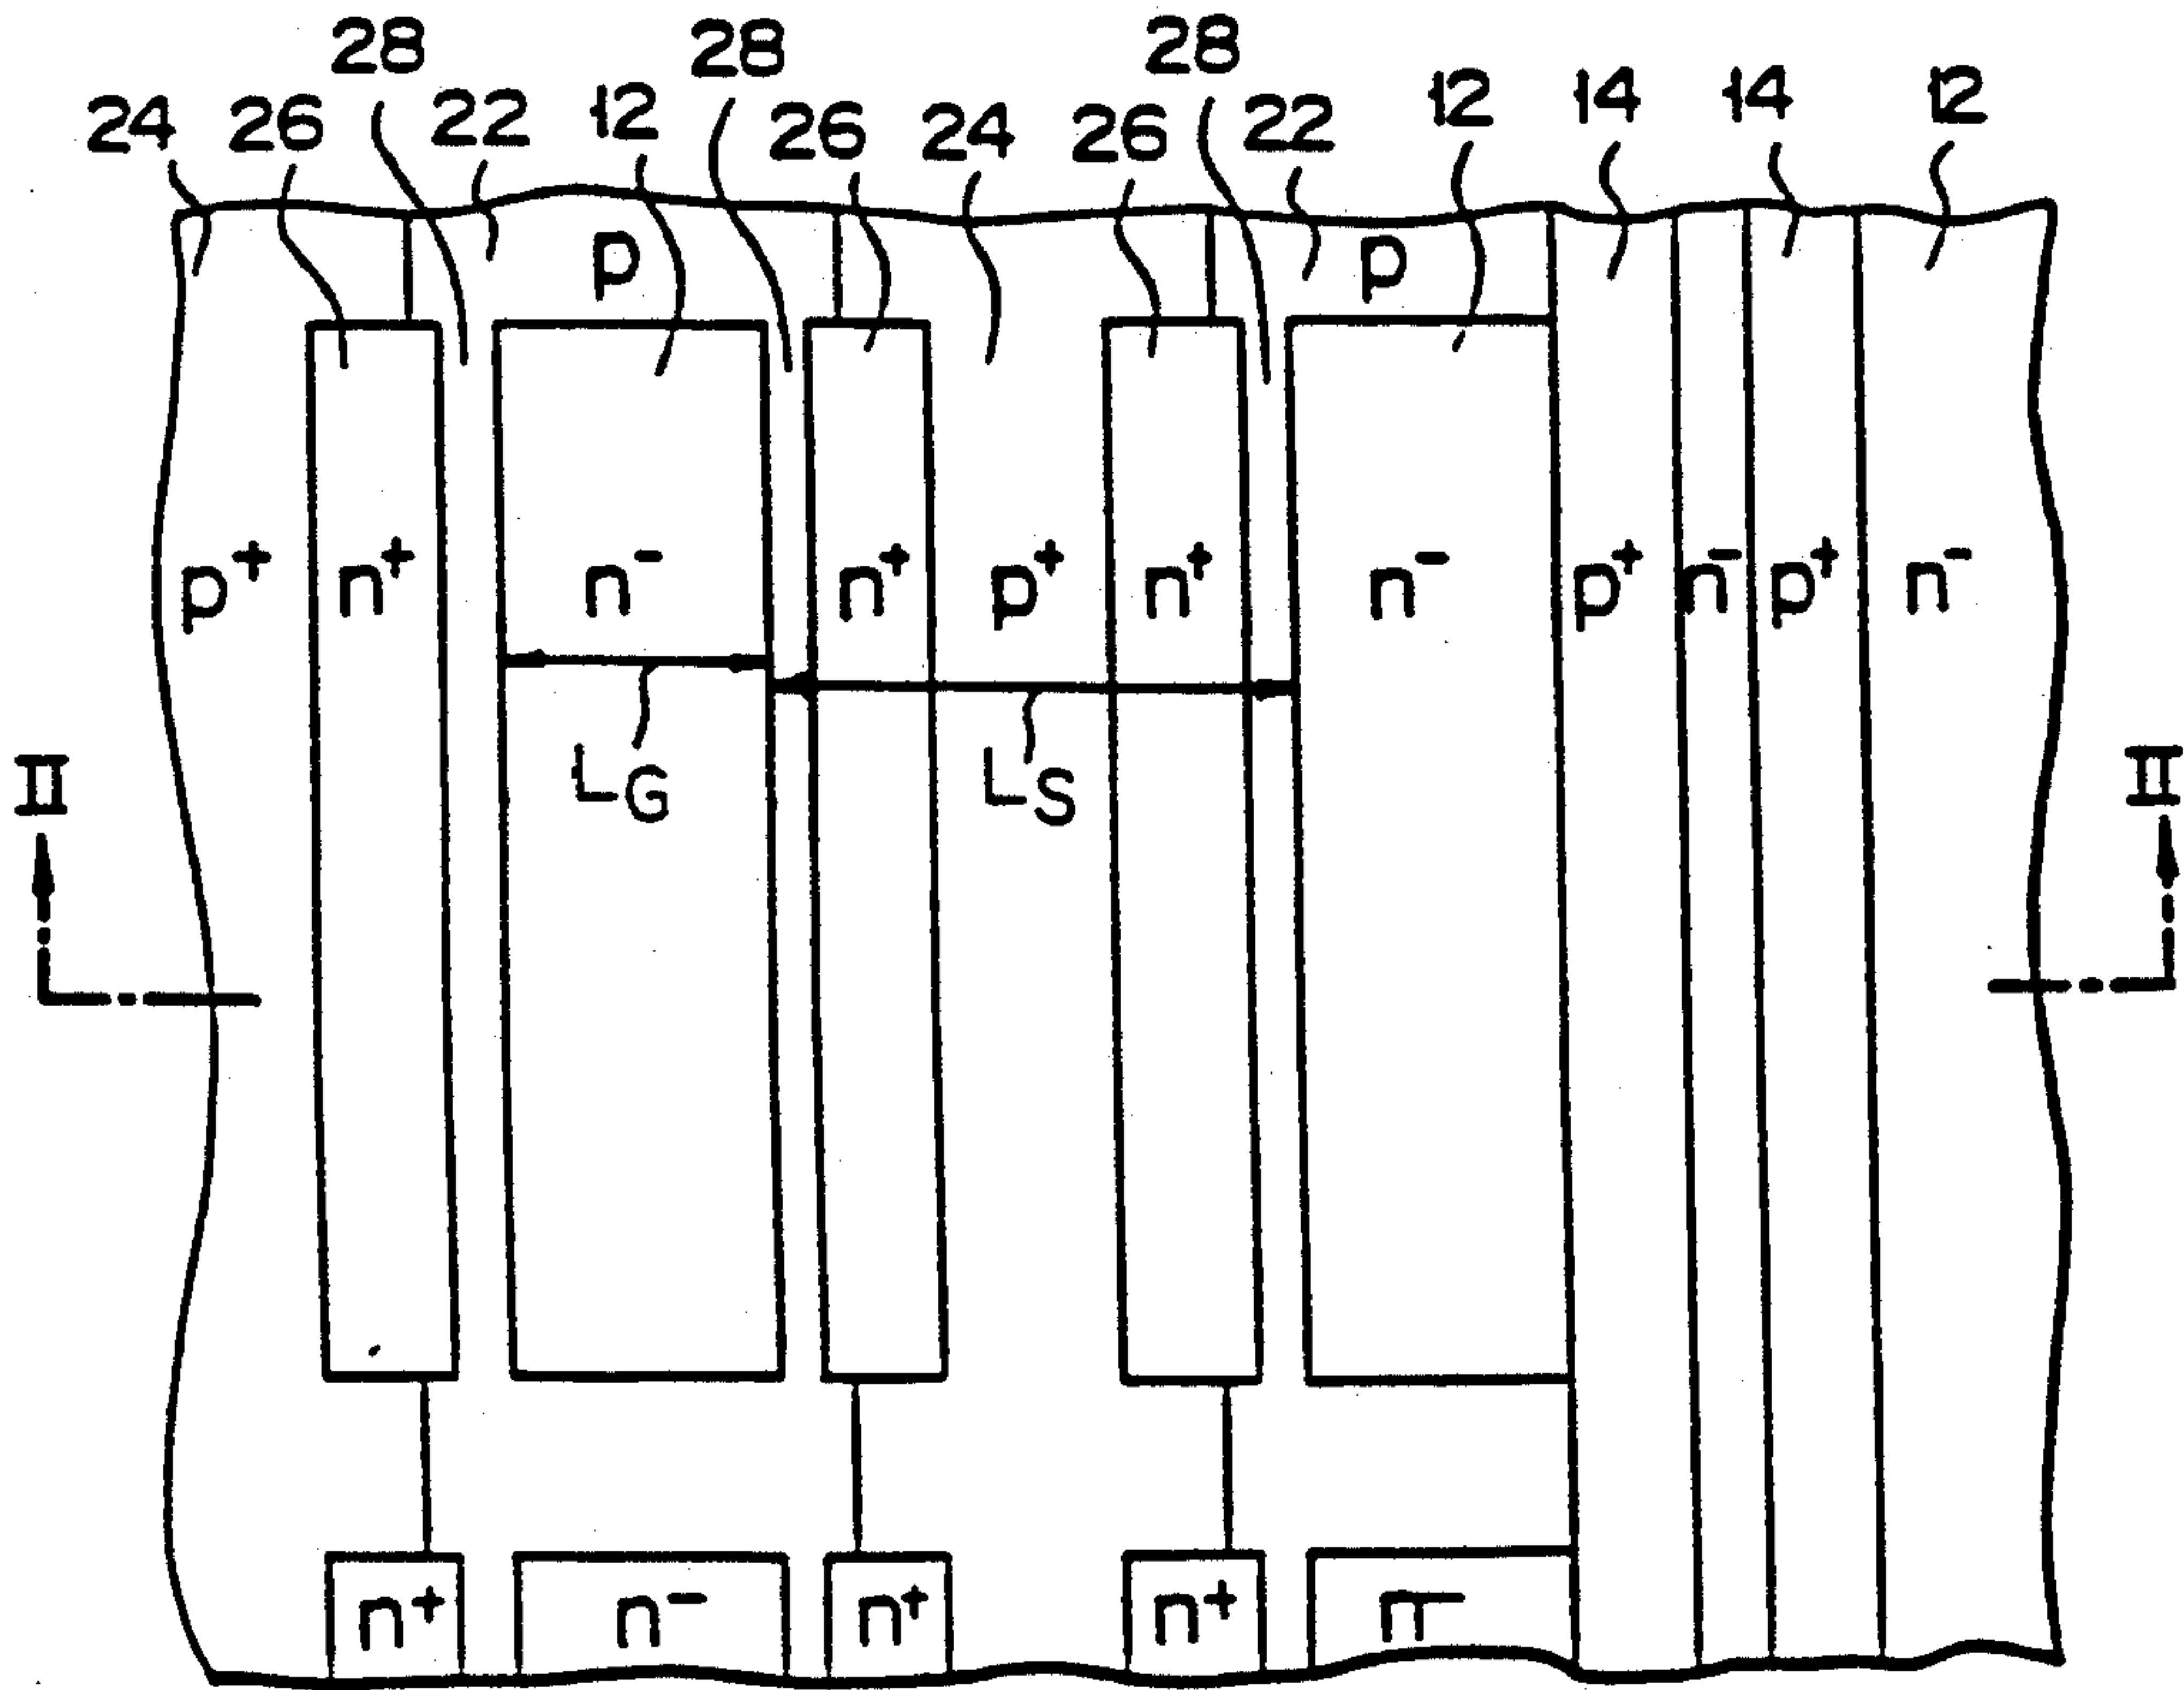 28 28 28
24 26 22 12 26 24 26 22 12 14 14 12
p p
p+ n+ n- n+ p+ n+ n- p+ n- p+ n-
LG LS
II II
n+ n- n+ n+ n-